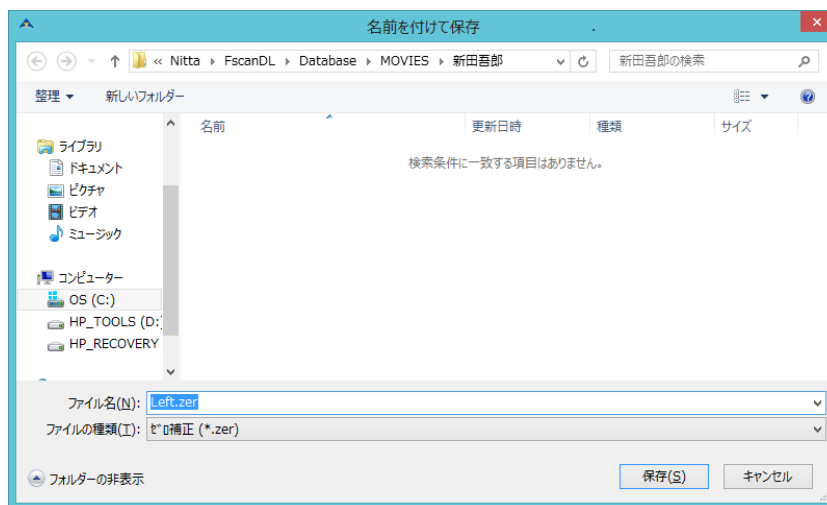 名前を付けて保存
« Nitta ▸ FscanDL ▸ Database ▸ MOVIES ▸ 新田吾郎
新田吾郎の検索
整理 ▼ 新しいフォルダー
名前 更新日時 種類 サイズ
検索条件に一致する項目はありません。
ライブラリ
ドキュメント
ピクチャ
ビデオ
ミュージック
コンピューター
OS (C:)
HP_TOOLS (D:)
HP_RECOVERY
ファイル名(N): Left.zer
ファイルの種類(T): ｾﾞﾛ補正 (*.zer)
フォルダーの非表示
保存(S) キャンセル